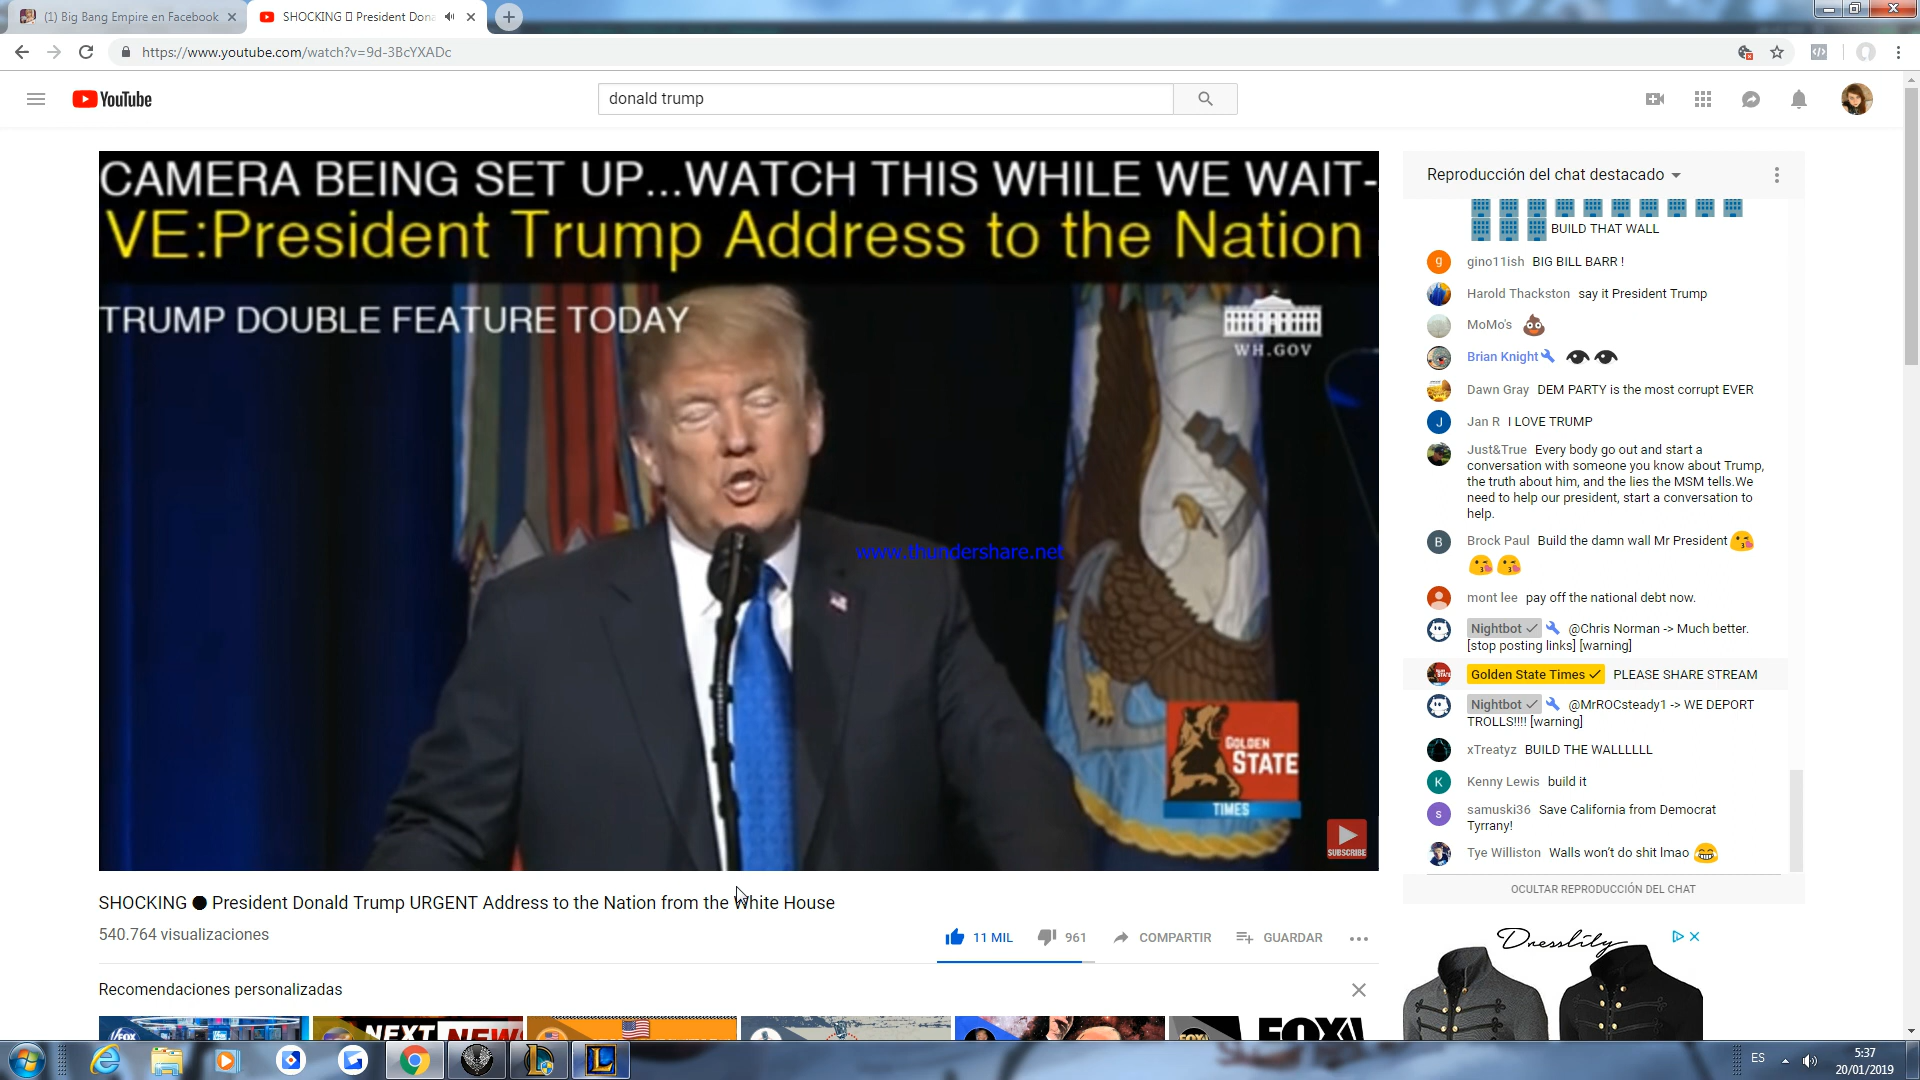 (1) Big Bang Empire en Facebook
SHOCKING President Dona
https://www.youtube.com/watch?v=9d-3BcYXADc
YouTube
donald trump
CAMERA BEING SET UP...WATCH THIS WHILE WE WAIT-
VE:President Trump Address to the Nation
TRUMP DOUBLE FEATURE TODAY
WH.GOV
www.thundershare.net
GOLDEN
STATE
TIMES
SUBSCRIBE
SHOCKING ● President Donald Trump URGENT Address to the Nation from the White House
540.764 visualizaciones
11 MIL
961
COMPARTIR
GUARDAR
Recomendaciones personalizadas
FOX
NEXT NEW
FOX
Reproducción del chat destacado
BUILD THAT WALL
gino11ish BIG BILL BARR !
Harold Thackston say it President Trump
MoMo's
Brian Knight
Dawn Gray DEM PARTY is the most corrupt EVER
J
Jan R I LOVE TRUMP
Just&True Every body go out and start a
conversation with someone you know about Trump,
the truth about him, and the lies the MSM tells.We
need to help our president, start a conversation to
help.
B
Brock Paul Build the damn wall Mr President
mont lee pay off the national debt now.
Nightbot @Chris Norman -> Much better.
[stop posting links] [warning]
Golden State Times PLEASE SHARE STREAM
Nightbot @MrROCsteady1 -> WE DEPORT
TROLLS!!!! [warning]
xTreatyz BUILD THE WALLLLLL
K
Kenny Lewis build it
s
samuski36 Save California from Democrat
Tyrrany!
Tye Williston Walls won't do shit lmao
OCULTAR REPRODUCCIÓN DEL CHAT
Dresslily
ES
5:37
20/01/2019